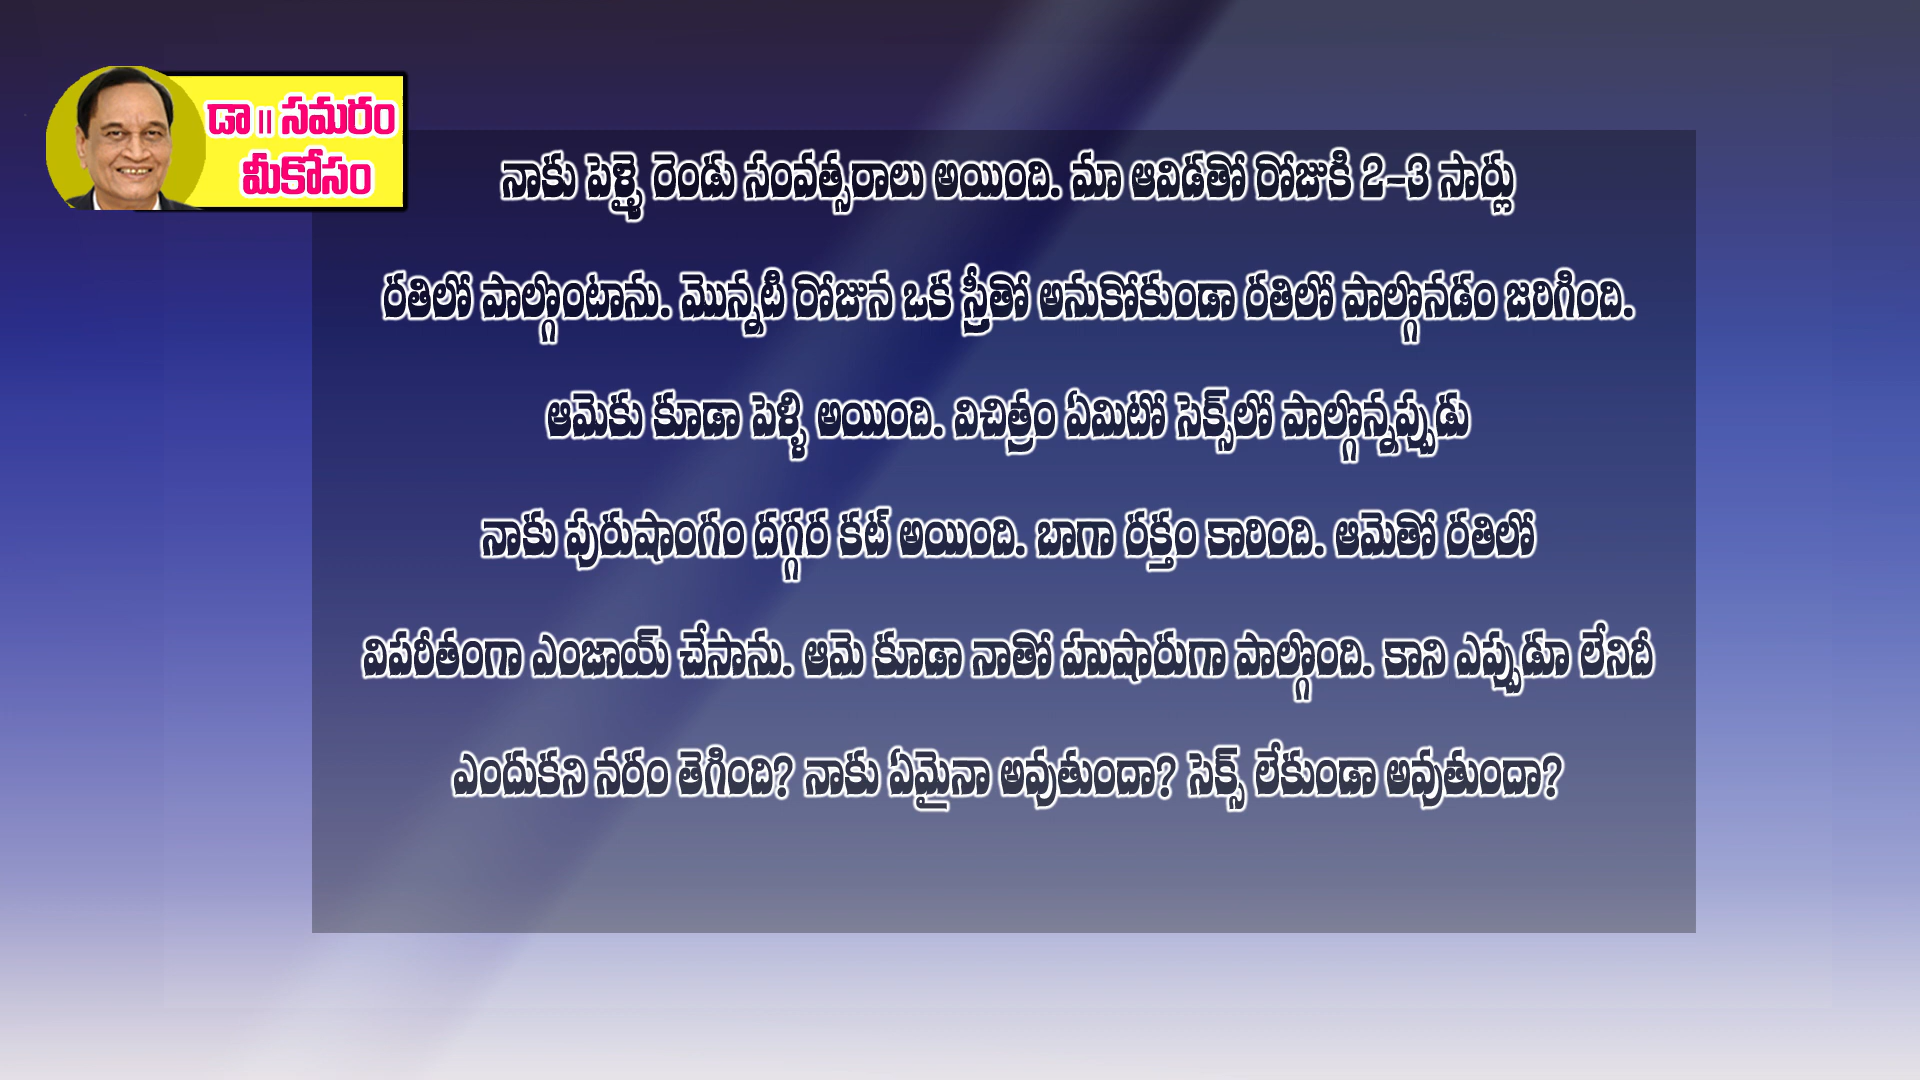 డా॥ సమరం
మీకోసం
నాకు పెళ్ళై రెండు సంవత్సరాలు అయింది. మా ఆవిడతో రోజుకి 2-3 సార్లు
రతిలో పాల్గొంటాను. మొన్నటి రోజున ఒక స్త్రీతో అనుకోకుండా రతిలో పాల్గొనడం జరిగింది.
ఆమెకు కూడా పెళ్ళి అయింది. విచిత్రం ఏమిటో సెక్స్‌లో పాల్గొన్నప్పుడు
నాకు పురుషాంగం దగ్గర కట్ అయింది. బాగా రక్తం కారింది. ఆమెతో రతిలో
విపరీతంగా ఎంజాయ్ చేసాను. ఆమె కూడా నాతో హుషారుగా పాల్గొంది. కాని ఎప్పుడూ లేనిదీ
ఎందుకని నరం తెగింది? నాకు ఏమైనా అవుతుందా? సెక్స్ లేకుండా అవుతుందా?